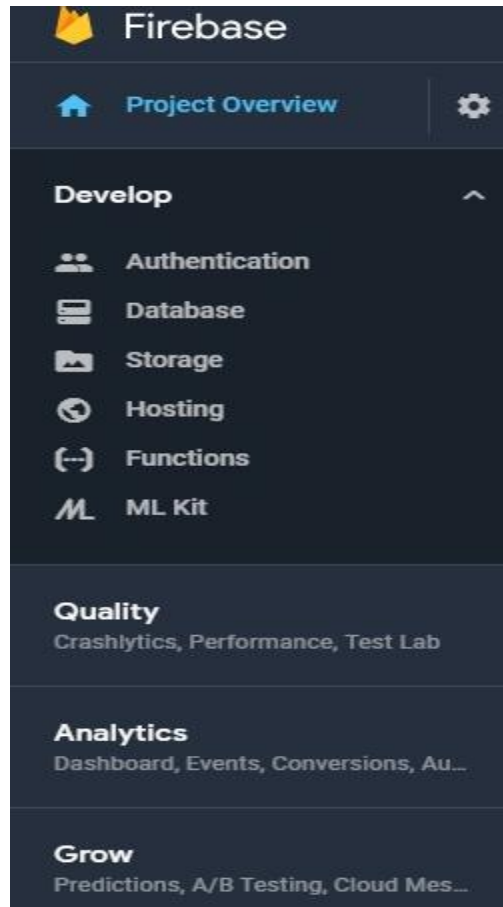 Firebase
Project Overview
Develop
Authentication
Database
Storage
Hosting
Functions
ML Kit
Quality
Crashlytics, Performance, Test Lab
Analytics
Dashboard, Events, Conversions, Au...
Grow
Predictions, A/B Testing, Cloud Mes...